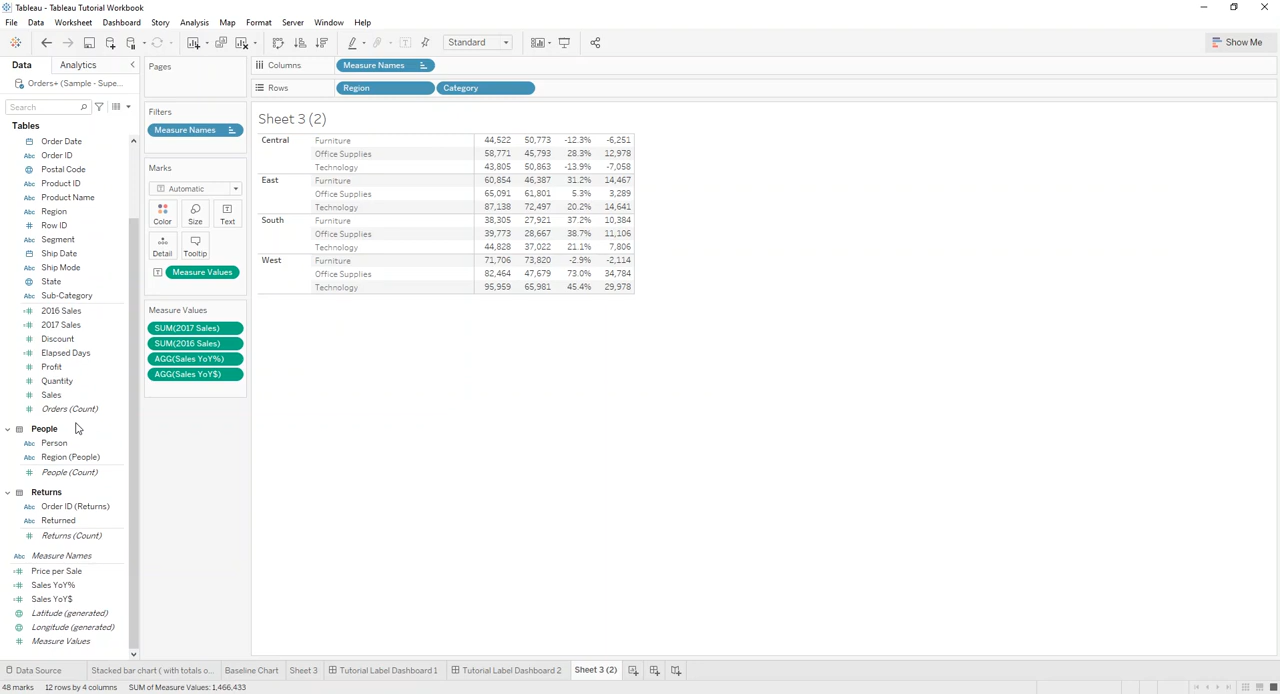 Tableau - Tableau Tutorial Workbook
File Data Worksheet Dashboard Story Analysis Map Format Server Window Help
Standard
Show Me
Data Analytics
Orders+ (Sample - Supe...
Search
Tables
Order Date
Order ID
Postal Code
Product ID
Product Name
Region
Row ID
Segment
Ship Date
Ship Mode
State
Sub-Category
2016 Sales
2017 Sales
Discount
Elapsed Days
Profit
Quantity
Sales
Orders (Count)
People
Person
Region (People)
People (Count)
Returns
Order ID (Returns)
Returned
Returns (Count)
Measure Names
Price per Sale
Sales YoY%
Sales YoY$
Latitude (generated)
Longitude (generated)
Measure Values
Pages
Filters
Measure Names
Marks
Automatic
Color Size Text
Detail Tooltip
Measure Values
Measure Values
SUM(2017 Sales)
SUM(2016 Sales)
AGG(Sales YoY%)
AGG(Sales YoY$)
Columns Measure Names
Rows Region Category
Sheet 3 (2)
Central Furniture 44,522 50,773 -12.3% -6,251
Office Supplies 58,771 45,793 28.3% 12,978
Technology 43,805 50,863 -13.9% -7,058
East Furniture 60,854 46,387 31.2% 14,467
Office Supplies 65,091 61,801 5.3% 3,289
Technology 87,138 72,497 20.2% 14,641
South Furniture 38,305 27,921 37.2% 10,384
Office Supplies 39,773 28,667 38.7% 11,106
Technology 44,828 37,022 21.1% 7,806
West Furniture 71,706 73,820 -2.9% -2,114
Office Supplies 82,464 47,679 73.0% 34,784
Technology 95,959 65,981 45.4% 29,978
Data Source Stacked bar chart ( with totals o... Baseline Chart Sheet 3 Tutorial Label Dashboard 1 Tutorial Label Dashboard 2 Sheet 3 (2)
48 marks 12 rows by 4 columns SUM of Measure Values: 1,466,433